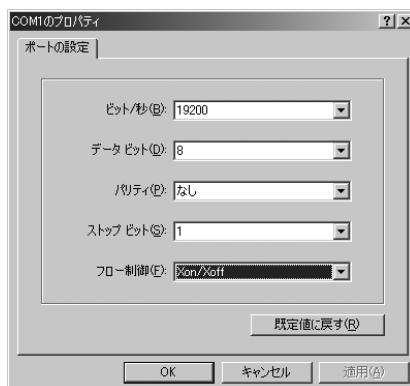 COM1のプロパティ
ポートの設定
ビット/秒(B): 19200
データ ビット(D): 8
パリティ(P): なし
ストップ ビット(S): 1
フロー制御(F): Xon/Xoff
既定値に戻す(R)
OK キャンセル 適用(A)